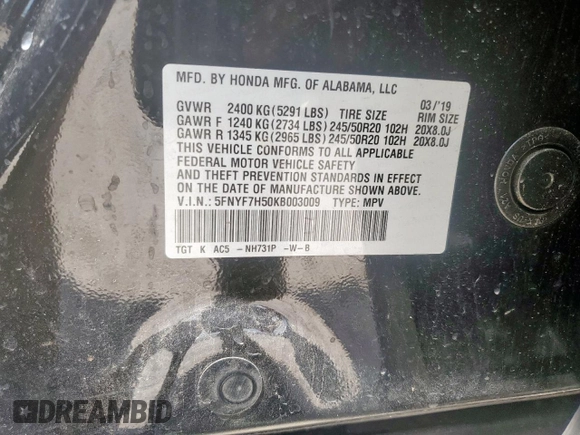 MFD. BY HONDA MFG. OF ALABAMA, LLC
03/'19
GVWR 2400 KG(5291 LBS) TIRE SIZE RIM SIZE
GAWR F 1240 KG(2734 LBS)245/50R20 102H 20X8.0J
GAWR R 1345 KG(2965 LBS)245/50R20 102H 20X8.0J
THIS VEHICLE CONFORMS TO ALL APPLICABLE
FEDERAL MOTOR VEHICLE SAFETY
AND THEFT PREVENTION STANDARDS IN EFFECT
ON THE DATE OF MANUFACTURE SHOWN ABOVE.
V.I.N.: 5FNYF7H50KB003009 TYPE: MPV
TGT K AC5 -NH731P -W-B
DREAMBID